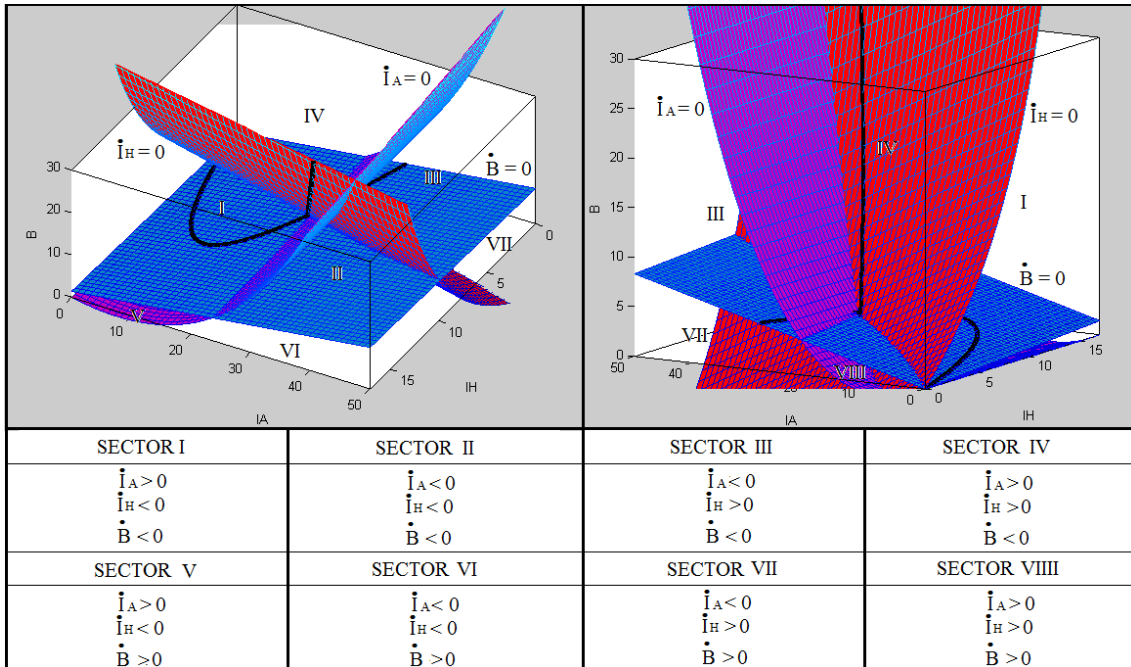 İA=0
IV
İH=0
Ḃ=0
III
I
VII
II
V
VI
B
30
20
10
0
0
10
20
30
40
50
IA
0
5
10
15
IH
İA=0
IV
İH=0
III
I
Ḃ=0
VII
VIII
B
30
25
20
15
10
5
0
50
40
20
10
0
IA
0
5
10
15
IH
SECTOR I SECTOR II SECTOR III SECTOR IV
İA>0 İA<0 İA<0 İA>0
İH<0 İH<0 İH>0 İH>0
Ḃ<0 Ḃ<0 Ḃ<0 Ḃ<0
SECTOR V SECTOR VI SECTOR VII SECTOR VIIII
İA>0 İA<0 İA<0 İA>0
İH<0 İH<0 İH>0 İH>0
Ḃ>0 Ḃ>0 Ḃ>0 Ḃ>0